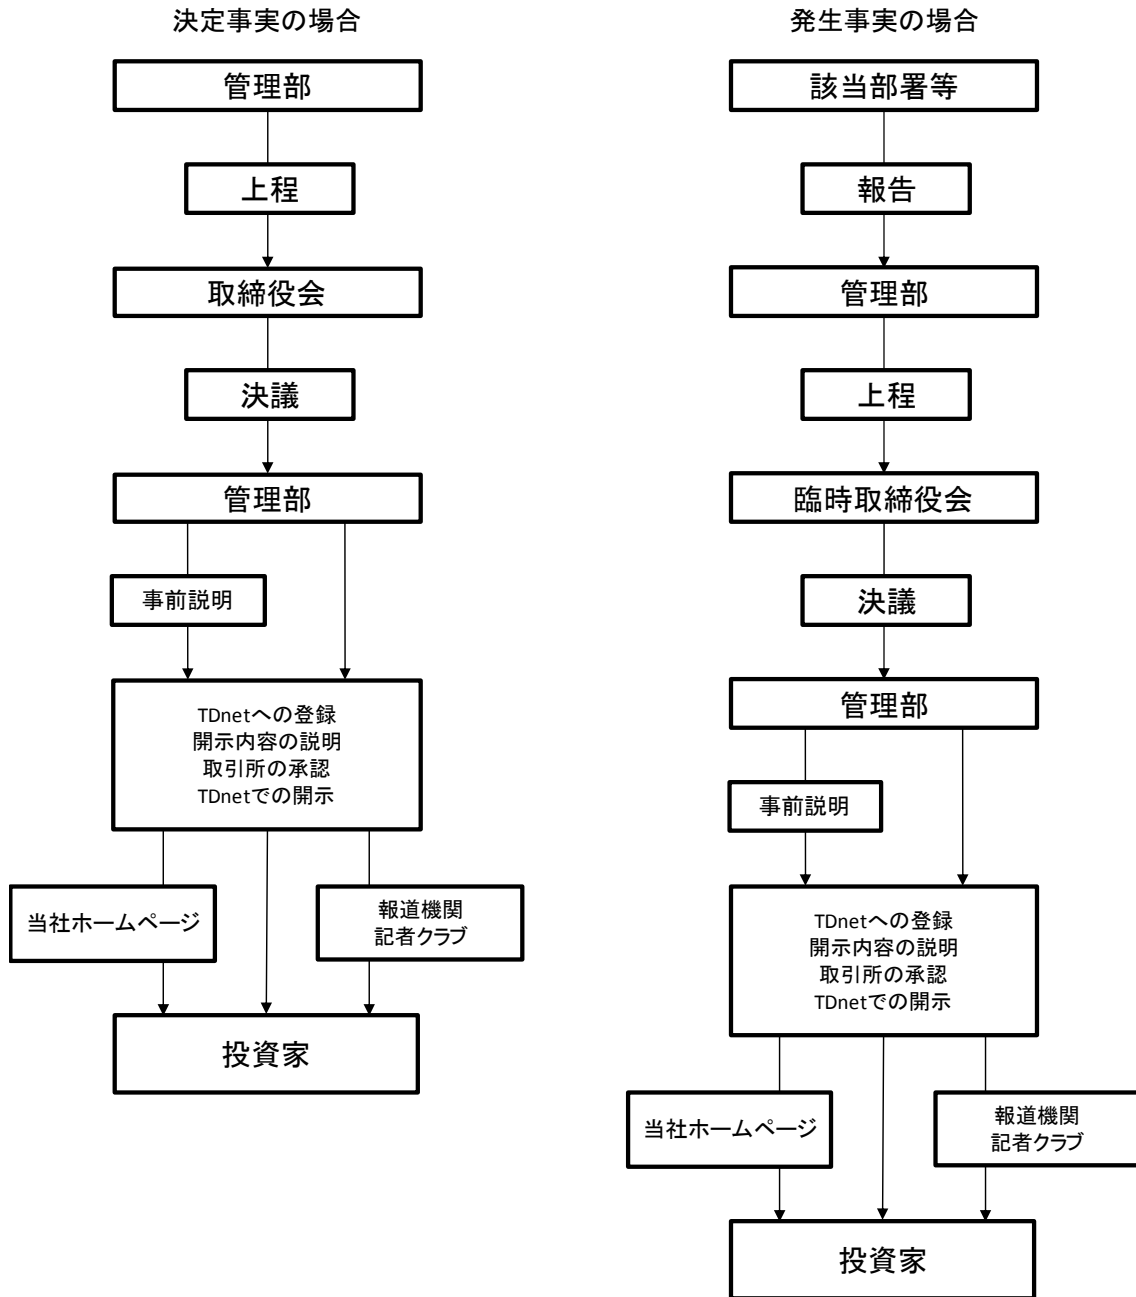 決定事実の場合
管理部
上程
取締役会
決議
管理部
事前説明
TDnetへの登録
開示内容の説明
取引所の承認
TDnetでの開示
当社ホームページ
報道機関
記者クラブ
投資家
発生事実の場合
該当部署等
報告
管理部
上程
臨時取締役会
決議
管理部
事前説明
TDnetへの登録
開示内容の説明
取引所の承認
TDnetでの開示
当社ホームページ
報道機関
記者クラブ
投資家